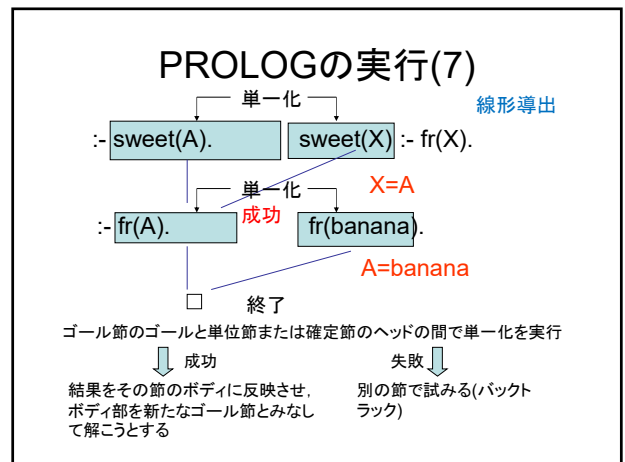 PROLOGの実行(7)
単一化
線形導出
:- sweet(A).
sweet(X) :- fr(X).
X=A
単一化
成功
:- fr(A).
fr(banana).
A=banana
□
終了
ゴール節のゴールと単位節または確定節のヘッドの間で単一化を実行
成功
失敗
結果をその節のボディに反映させ,
ボディ部を新たなゴール節とみなし
て解こうとする
別の節で試みる(バックト
ラック)